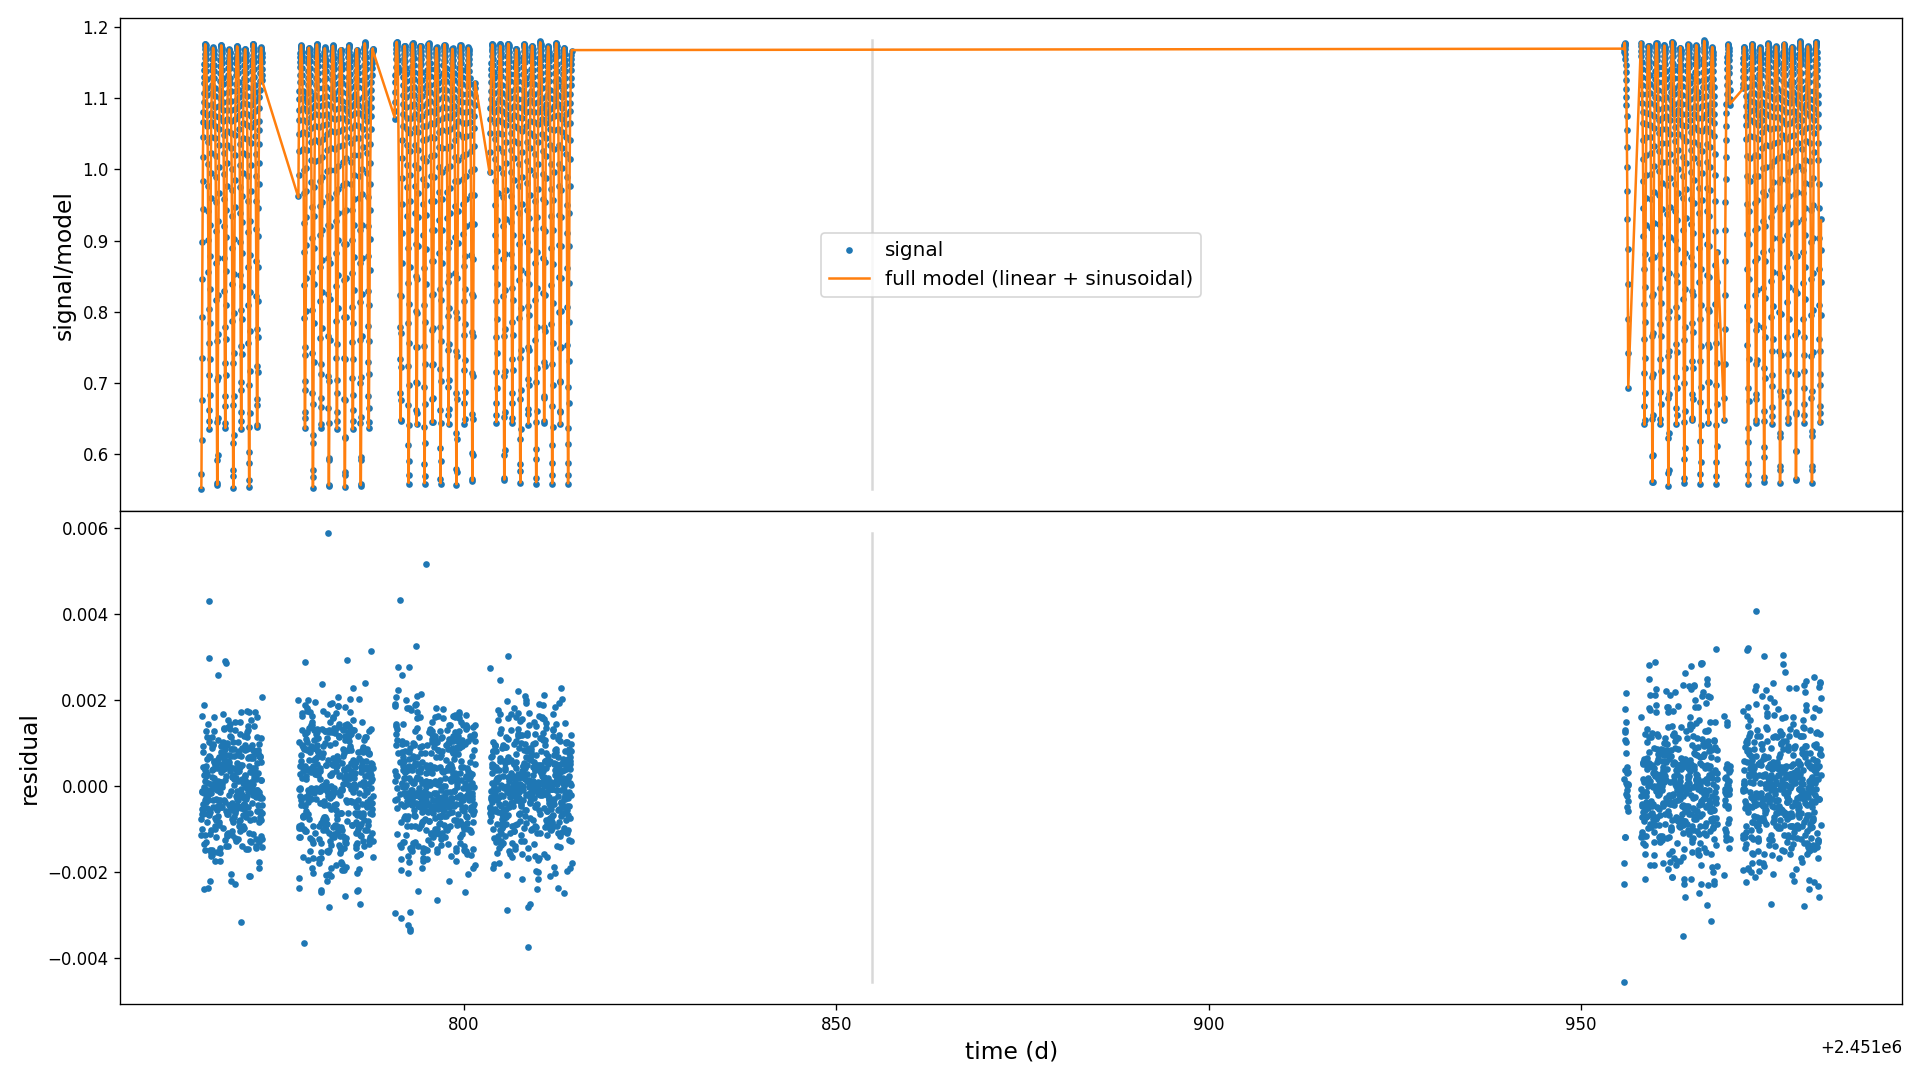 1.2
1.1
1.0
0.9
0.8
0.7
0.6
signal/model
signal
full model (linear + sinusoidal)
0.006
0.004
0.002
0.000
−0.002
−0.004
residual
800
850
900
950
time (d)
+2.451e6